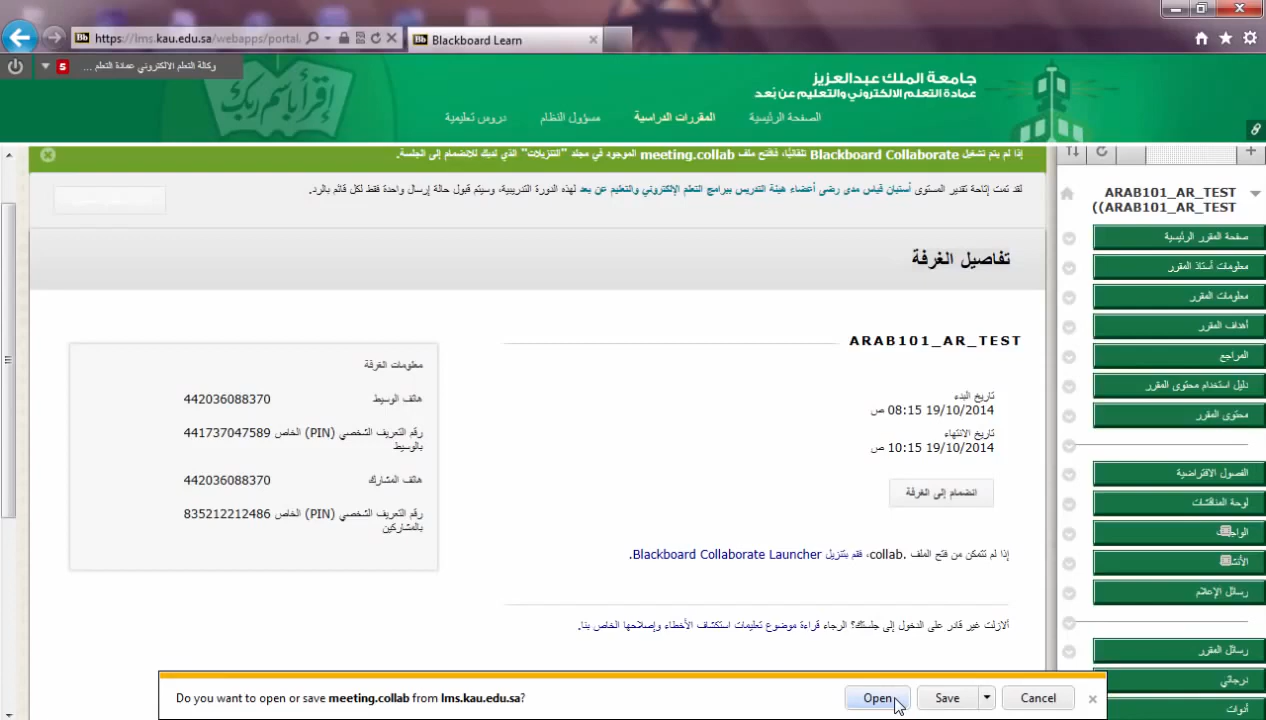 https://lms.kau.edu.sa/webapps/portal.
Blackboard Learn
وكالة التعلم الالكتروني عمادة التعلم ...
5
جامعة الملك عبدالعزيز
عمادة التعلم الالكتروني والتعليم عن بُعد
اقرأ باسم ربك
الصفحة الرئيسية
المقررات الدراسية
مسؤول النظام
دروس تعليمية
إذا لم يتم تشغيل Blackboard Collaborate تلقائيًا، فافتح ملف meeting.collab الموجود في مجلد "التنزيلات" الذي لديك للانضمام إلى الجلسة.
لقد تمت إتاحة تقدير المستوى أستبان قياس مدى رضى أعضاء هيئة التدريس ببرامج التعلم الإلكتروني والتعليم عن بعد لهذه الدورة التدريبية، وسيتم قبول حالة إرسال واحدة فقط لكل قائم بالرد.
تفاصيل الغرفة
ARAB101_AR_TEST
تاريخ البدء
19/10/2014 08:15 ص
تاريخ الانتهاء
19/10/2014 10:15 ص
انضمام إلى الغرفة
إذا لم تتمكن من فتح الملف .collab، فقم بتنزيل Blackboard Collaborate Launcher.
ألازلت غير قادر على الدخول إلى جلستك؟ الرجاء قراءة موضوع تعليمات استكشاف الأخطاء وإصلاحها الخاص بنا.
معلومات الغرفة
هاتف الوسيط 442036088370
رقم التعريف الشخصي (PIN) الخاص 441737047589
بالوسيط
هاتف المشارك 442036088370
رقم التعريف الشخصي (PIN) الخاص 835212212486
بالمشاركين
ARAB101_AR_TEST
((ARAB101_AR_TEST
صفحة المقرر الرئيسية
معلومات أستاذ المقرر
معلومات المقرر
أهداف المقرر
المراجع
دليل استخدام محتوى المقرر
محتوى المقرر
الفصول الافتراضية
لوحة المناقشات
رسائل الإعلام
رسائل المقرر
درجاتي
أدوات
Do you want to open or save meeting.collab from lms.kau.edu.sa?
Open
Save
Cancel